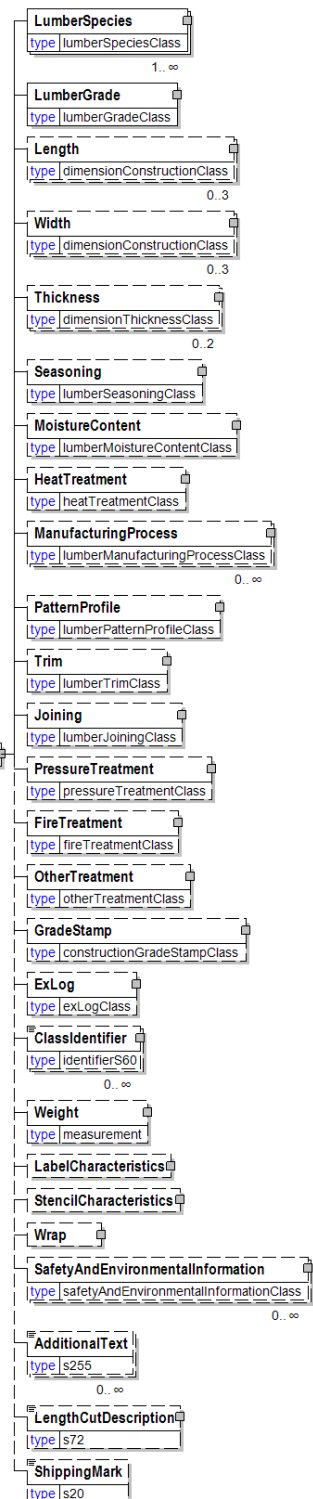 LumberSpecies
type lumberSpeciesClass
1.. ∞
LumberGrade
type lumberGradeClass
Length
type dimensionConstructionClass
0..3
Width
type dimensionConstructionClass
0..3
Thickness
type dimensionThicknessClass
0..2
Seasoning
type lumberSeasoningClass
MoistureContent
type lumberMoistureContentClass
HeatTreatment
type heatTreatmentClass
ManufacturingProcess
type lumberManufacturingProcessClass
0.. ∞
PatternProfile
type lumberPatternProfileClass
Trim
type lumberTrimClass
Joining
type lumberJoiningClass
PressureTreatment
type pressureTreatmentClass
FireTreatment
type fireTreatmentClass
OtherTreatment
type otherTreatmentClass
GradeStamp
type constructionGradeStampClass
ExLog
type exLogClass
ClassIdentifier
type identifierS60
0.. ∞
Weight
type measurement
LabelCharacteristics
StencilCharacteristics
Wrap
SafetyAndEnvironmentalInformation
type safetyAndEnvironmentalInformationClass
0.. ∞
AdditionalText
type s255
0.. ∞
LengthCutDescription
type s72
ShippingMark
type s20